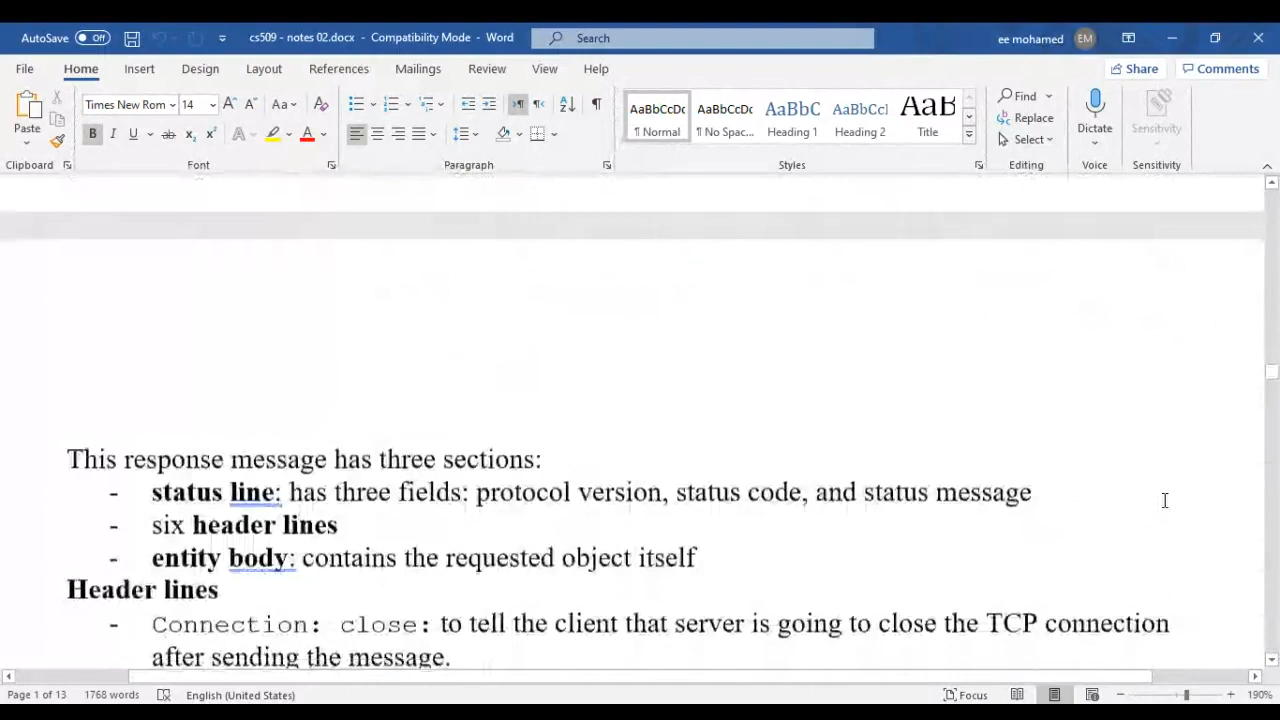 AutoSave Off cs509 - notes 02.docx - Compatibility Mode - Word Search ee mohamed EM
File Home Insert Design Layout References Mailings Review View Help Share Comments
Paste Times New Rom 14 A A Aa A AaBbCcDc AaBbCcDc AaBbC AaBbCcl AaB Find Dictate Sensitivity
B I U ab x₂ x² A A ¶ Normal ¶ No Spac... Heading 1 Heading 2 Title Replace
Select
Clipboard Font Paragraph Styles Editing Voice Sensitivity
This response message has three sections:
- status line: has three fields: protocol version, status code, and status message
- six header lines
- entity body: contains the requested object itself
Header lines
- Connection: close: to tell the client that server is going to close the TCP connection
after sending the message.
Page 1 of 13 1768 words English (United States) Focus 190%